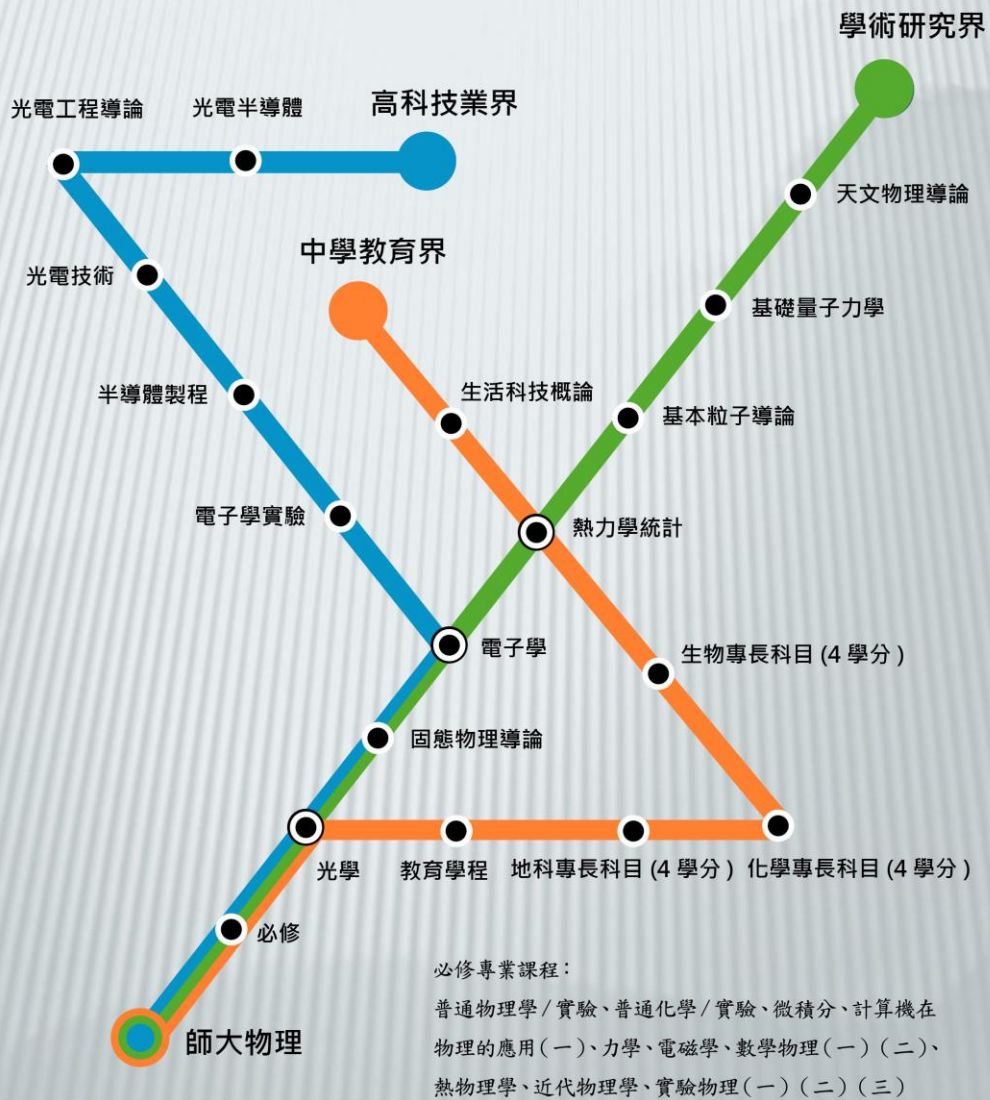 學術研究界
高科技業界
光電工程導論
光電半導體
天文物理導論
中學教育界
光電技術
基礎量子力學
半導體製程
生活科技概論
基本粒子導論
電子學實驗
熱力學統計
電子學
生物專長科目 (4 學分 )
固態物理導論
光學
教育學程
地科專長科目 (4 學分 )
化學專長科目 (4 學分 )
必修
師大物理
必修專業課程：
普通物理學/實驗、普通化學/實驗、微積分、計算機在
物理的應用(一)、力學、電磁學、數學物理(一)(二)、
熱物理學、近代物理學、實驗物理(一)(二)(三)